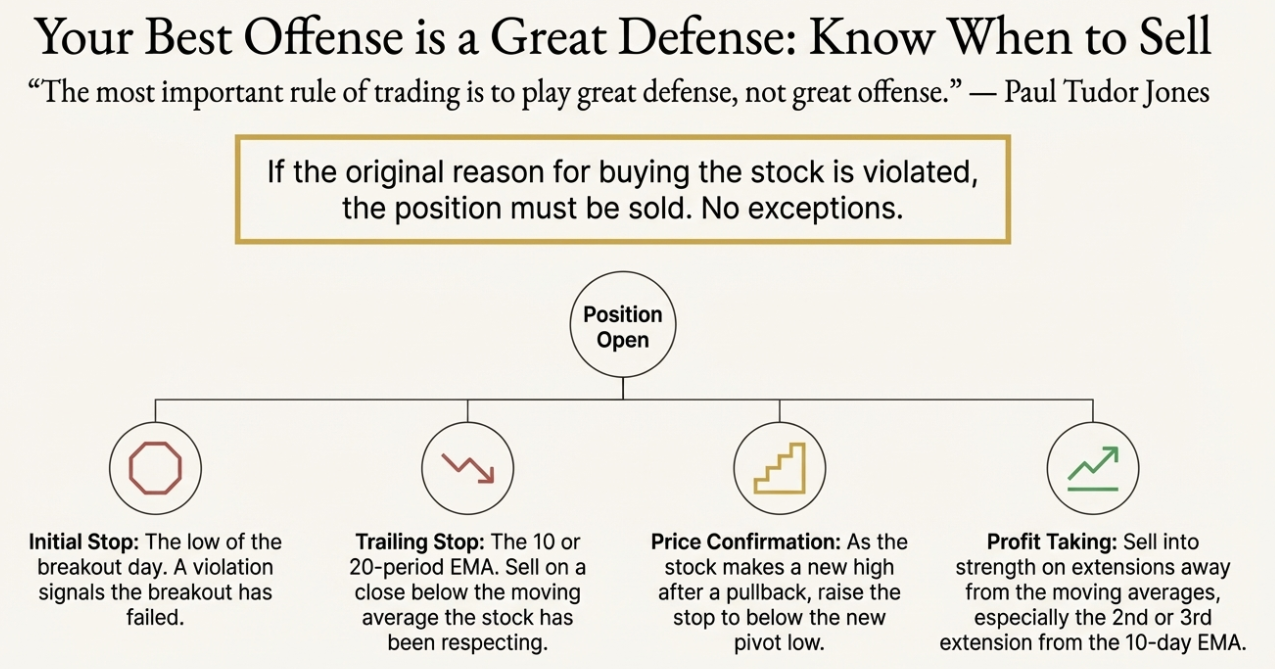 Your Best Offense is a Great Defense: Know When to Sell
“The most important rule of trading is to play great defense, not great offense.” — Paul Tudor Jones
If the original reason for buying the stock is violated,
the position must be sold. No exceptions.
Position
Open
Initial Stop: The low of the
breakout day. A violation
signals the breakout has
failed.
Trailing Stop: The 10 or
20-period EMA. Sell on a
close below the moving
average the stock has
been respecting.
Price Confirmation: As the
stock makes a new high
after a pullback, raise the
stop to below the new
pivot low.
Profit Taking: Sell into
strength on extensions away
from the moving averages,
especially the 2nd or 3rd
extension from the 10-day EMA.